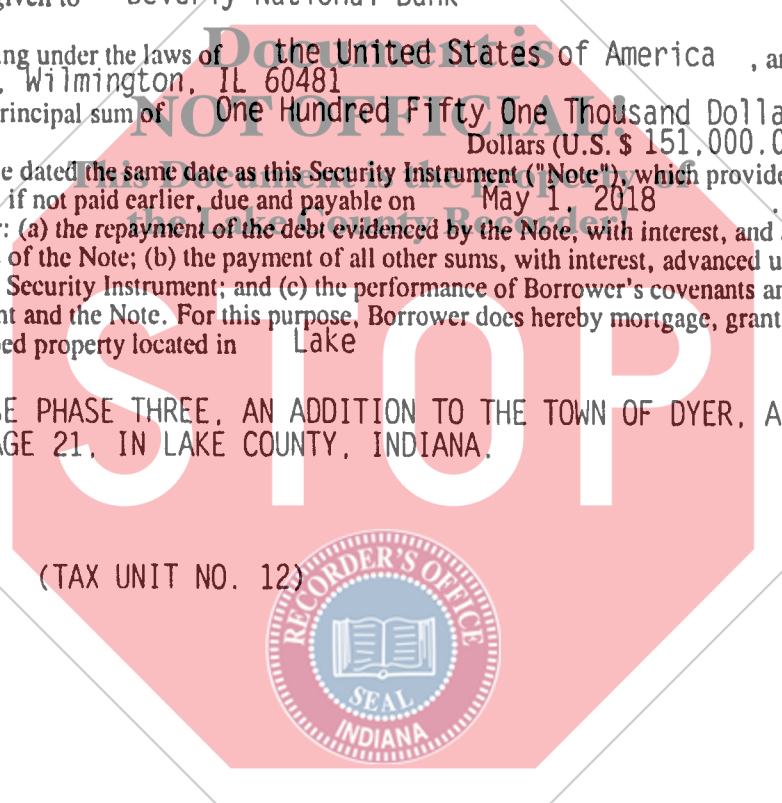 given to Beverly National Bank
ng under the laws of the United States of America , a
, Wilmington, IL 60481
rincipal sum of One Hundred Fifty One Thousand Dolla
Dollars (U.S. $ 151,000.0
e dated the same date as this Security Instrument ("Note"), which provide
if not paid earlier, due and payable on May 1, 2018
: (a) the repayment of the debt evidenced by the Note, with interest, and
of the Note; (b) the payment of all other sums, with interest, advanced u
Security Instrument; and (c) the performance of Borrower's covenants a
nt and the Note. For this purpose, Borrower does hereby mortgage, grant
ed property located in Lake
E PHASE THREE, AN ADDITION TO THE TOWN OF DYER, A
AGE 21, IN LAKE COUNTY, INDIANA.
(TAX UNIT NO. 12)
Document is
NOT OFFICIAL!
This Document is the property of
the Lake County Recorder!
STOP
RECORDER'S OFFICE
SEAL
INDIANA